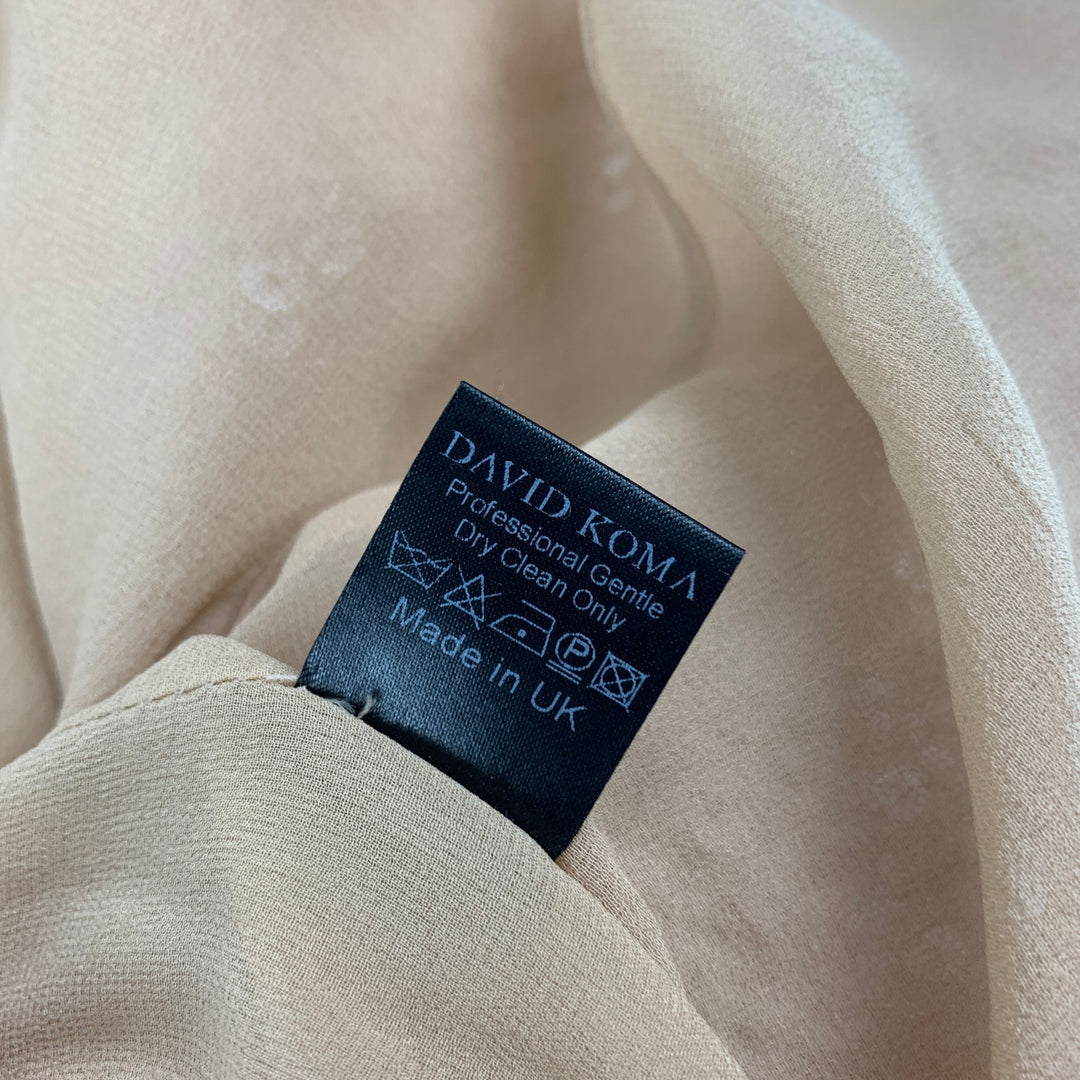 DAVID KOMA
Professional Gentle
Dry Clean Only
P
Made in UK